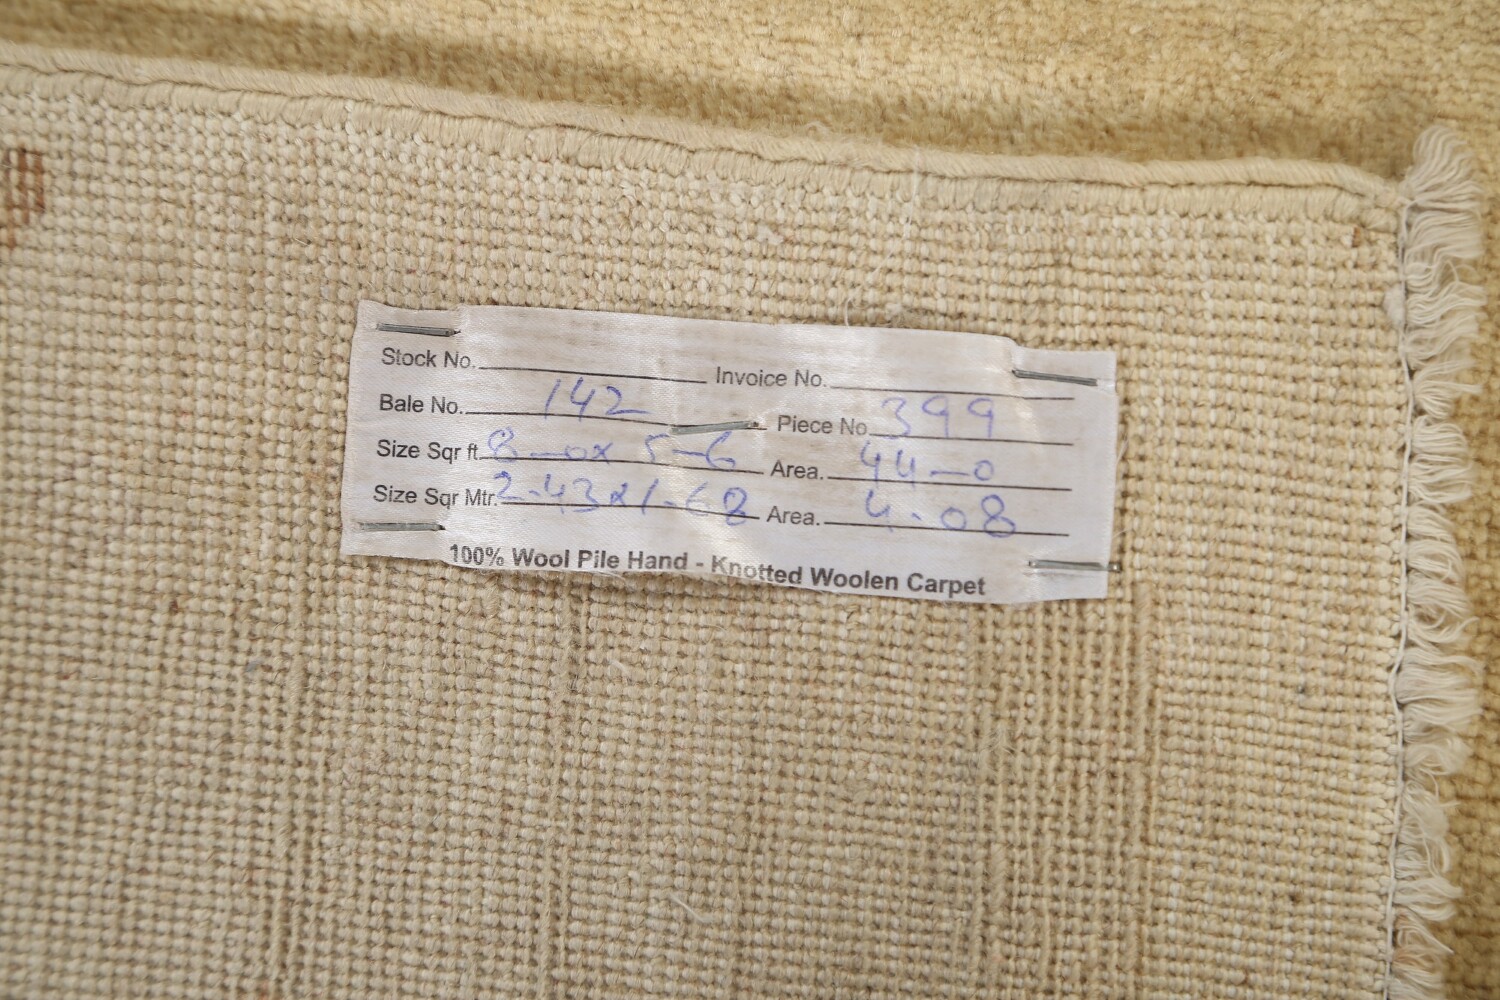 Stock No. Invoice No.
Bale No. 142 Piece No. 399
Size Sqr ft. 8-0x 5-6 Area. 44-0
Size Sqr Mtr. 2.43x1.68 Area. 4.08
100% Wool Pile Hand - Knotted Woolen Carpet